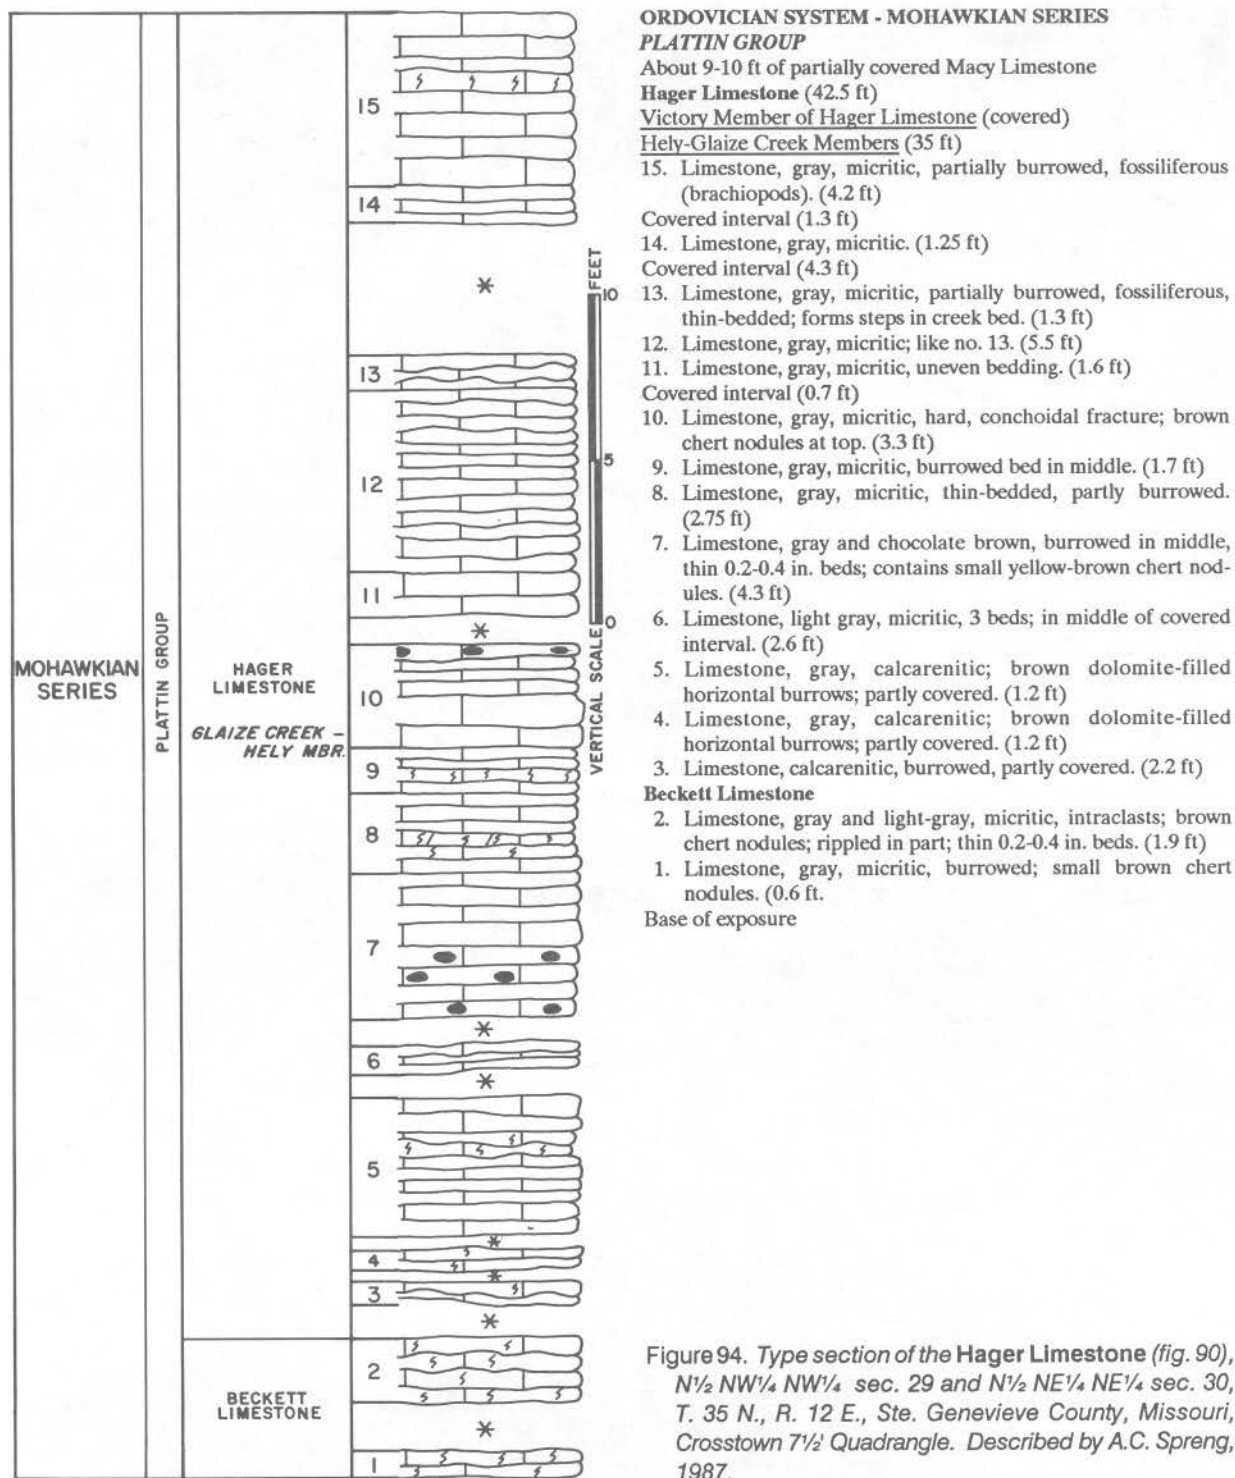 15
14
*
13
12
11
*
10
9
8
7
*
6
*
5
*
4
*
3
*
2
*
1
MOHAWKIAN
SERIES
PLATTIN GROUP
HAGER
LIMESTONE
GLAIZE CREEK –
HELY MBR.
BECKETT
LIMESTONE
FEET
10
5
0
VERTICAL SCALE
ORDOVICIAN SYSTEM - MOHAWKIAN SERIES
PLATTIN GROUP
About 9-10 ft of partially covered Macy Limestone
Hager Limestone (42.5 ft)
Victory Member of Hager Limestone (covered)
Hely-Glaize Creek Members (35 ft)
15. Limestone, gray, micritic, partially burrowed, fossiliferous
(brachiopods). (4.2 ft)
Covered interval (1.3 ft)
14. Limestone, gray, micritic. (1.25 ft)
Covered interval (4.3 ft)
13. Limestone, gray, micritic, partially burrowed, fossiliferous,
thin-bedded; forms steps in creek bed. (1.3 ft)
12. Limestone, gray, micritic; like no. 13. (5.5 ft)
11. Limestone, gray, micritic, uneven bedding. (1.6 ft)
Covered interval (0.7 ft)
10. Limestone, gray, micritic, hard, conchoidal fracture; brown
chert nodules at top. (3.3 ft)
9. Limestone, gray, micritic, burrowed bed in middle. (1.7 ft)
8. Limestone, gray, micritic, thin-bedded, partly burrowed.
(2.75 ft)
7. Limestone, gray and chocolate brown, burrowed in middle,
thin 0.2-0.4 in. beds; contains small yellow-brown chert nod-
ules. (4.3 ft)
6. Limestone, light gray, micritic, 3 beds; in middle of covered
interval. (2.6 ft)
5. Limestone, gray, calcarenitic; brown dolomite-filled
horizontal burrows; partly covered. (1.2 ft)
4. Limestone, gray, calcarenitic; brown dolomite-filled
horizontal burrows; partly covered. (1.2 ft)
3. Limestone, calcarenitic, burrowed, partly covered. (2.2 ft)
Beckett Limestone
2. Limestone, gray and light-gray, micritic, intraclasts; brown
chert nodules; rippled in part; thin 0.2-0.4 in. beds. (1.9 ft)
1. Limestone, gray, micritic, burrowed; small brown chert
nodules. (0.6 ft.
Base of exposure
Figure 94. Type section of the Hager Limestone (fig. 90),
N½ NW¼ NW¼ sec. 29 and N½ NE¼ NE¼ sec. 30,
T. 35 N., R. 12 E., Ste. Genevieve County, Missouri,
Crosstown 7½' Quadrangle. Described by A.C. Spreng,
1987.